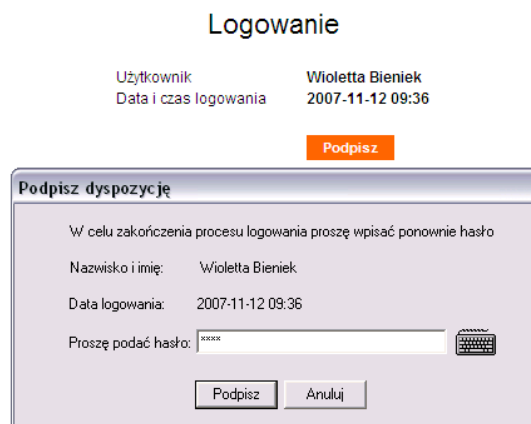 Logowanie
Użytkownik Wioletta Bieniek
Data i czas logowania 2007-11-12 09:36
Podpisz
Podpisz dyspozycję
W celu zakończenia procesu logowania proszę wpisać ponownie hasło
Nazwisko i imię: Wioletta Bieniek
Data logowania: 2007-11-12 09:36
Proszę podać hasło: ****
Podpisz Anuluj